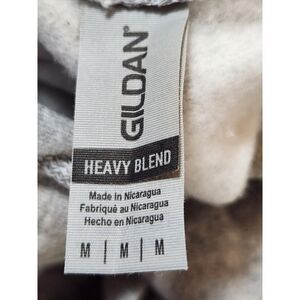 GILDAN®
HEAVY BLEND
Made in Nicaragua
Fabriqué au Nicaragua
Hecho en Nicaragua
M | M | M